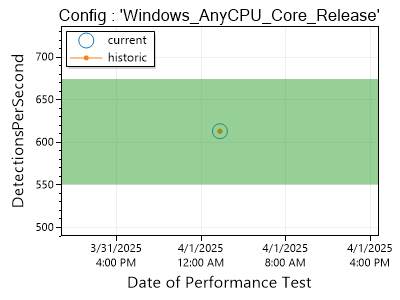 Config : 'Windows_AnyCPU_Core_Release'
current
historic
DetectionsPerSecond
700
650
600
550
500
3/31/2025 4/1/2025 4/1/2025 4/1/2025
4:00 PM 12:00 AM 8:00 AM 4:00 PM
Date of Performance Test